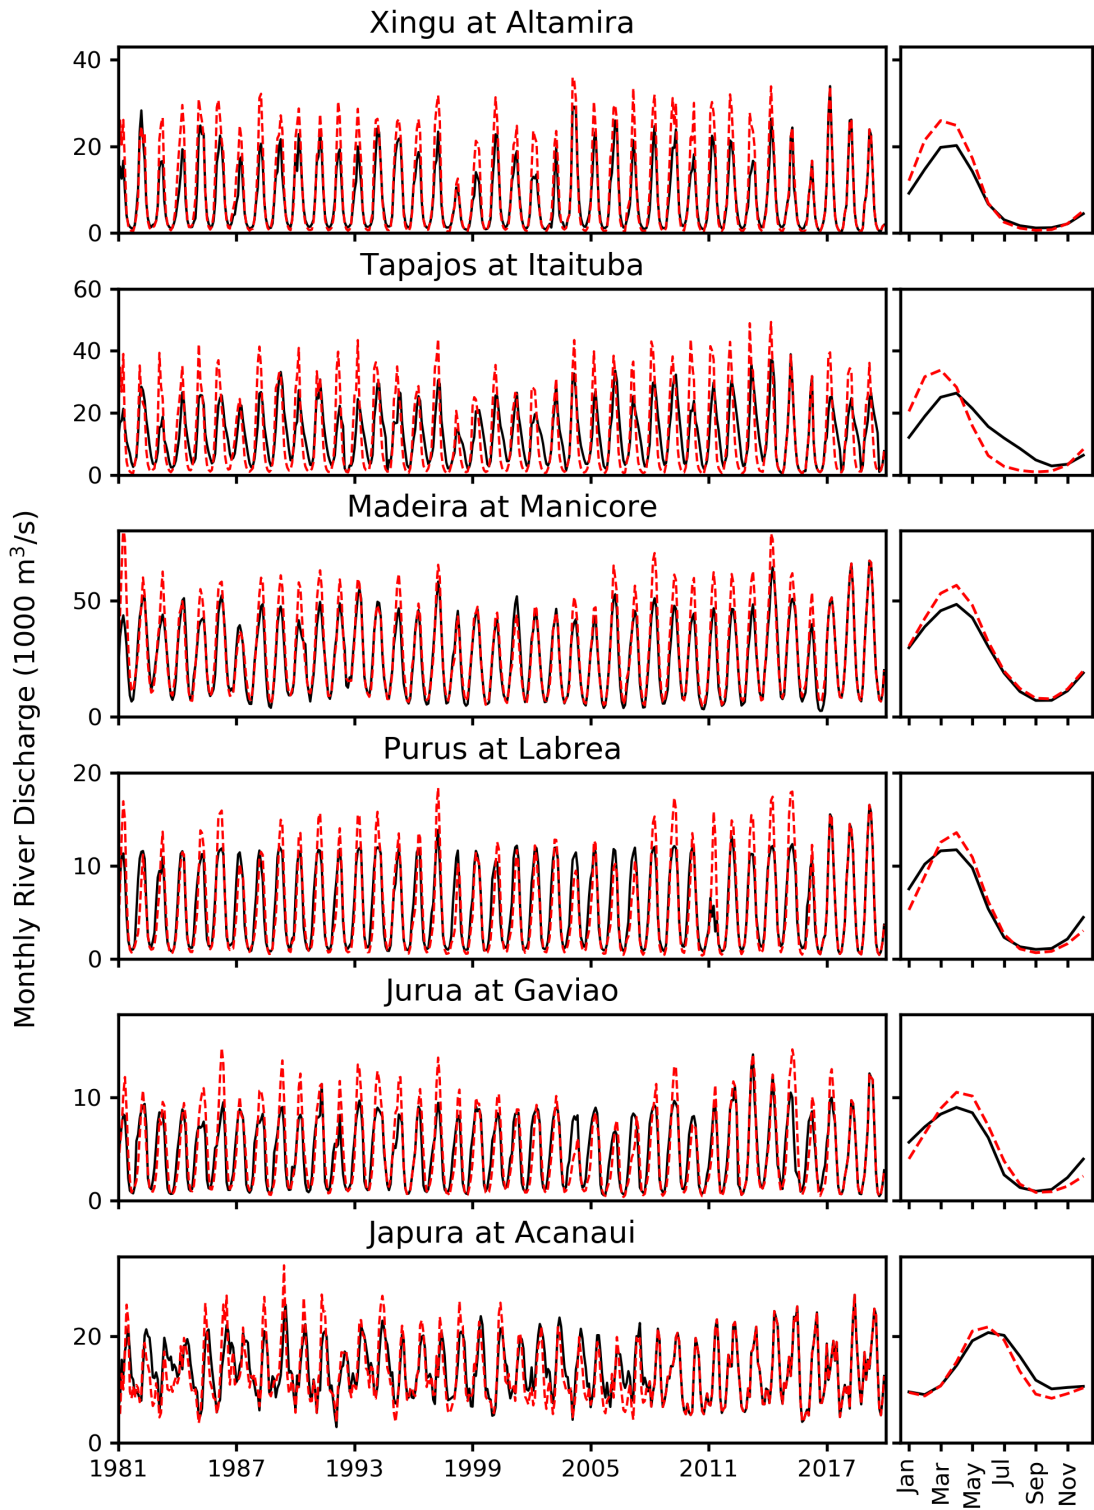 Xingu at Altamira
40
20
0
Tapajos at Itaituba
60
40
20
0
Madeira at Manicore
50
0
Purus at Labrea
20
10
0
Jurua at Gaviao
10
0
Japura at Acanaui
20
0
1981 1987 1993 1999 2005 2011 2017
Jan Mar May Jul Sep Nov
Monthly River Discharge (1000 m³/s)